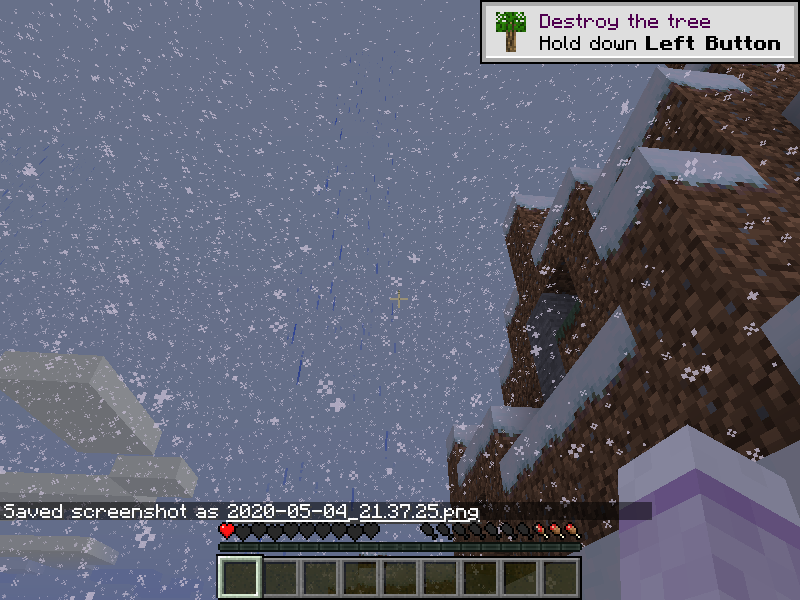 Destroy the tree
Hold down Left Button
Saved screenshot as 2020-05-04_21.37.25.png